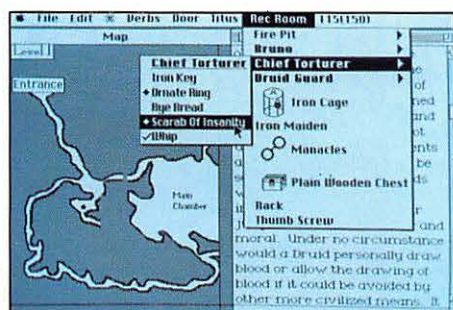 File Edit Verbs Door Titus Rec Room 115(150)
Map
Level 1
Entrance
Main
Chamber
Chief Torturer
Iron Key
Ornate Ring
Rye Bread
Scarab Of Insanity
Whip
Fire Pit
Bruno
Chief Torturer
Druid Guard
Iron Cage
Iron Maiden
Manacles
Plain Wooden Chest
Rack
Thumb Screw
moral. Under no circumstance
would a Druid personally draw
blood or allow the drawing of
blood if it could be avoided by
other more civilized means. It